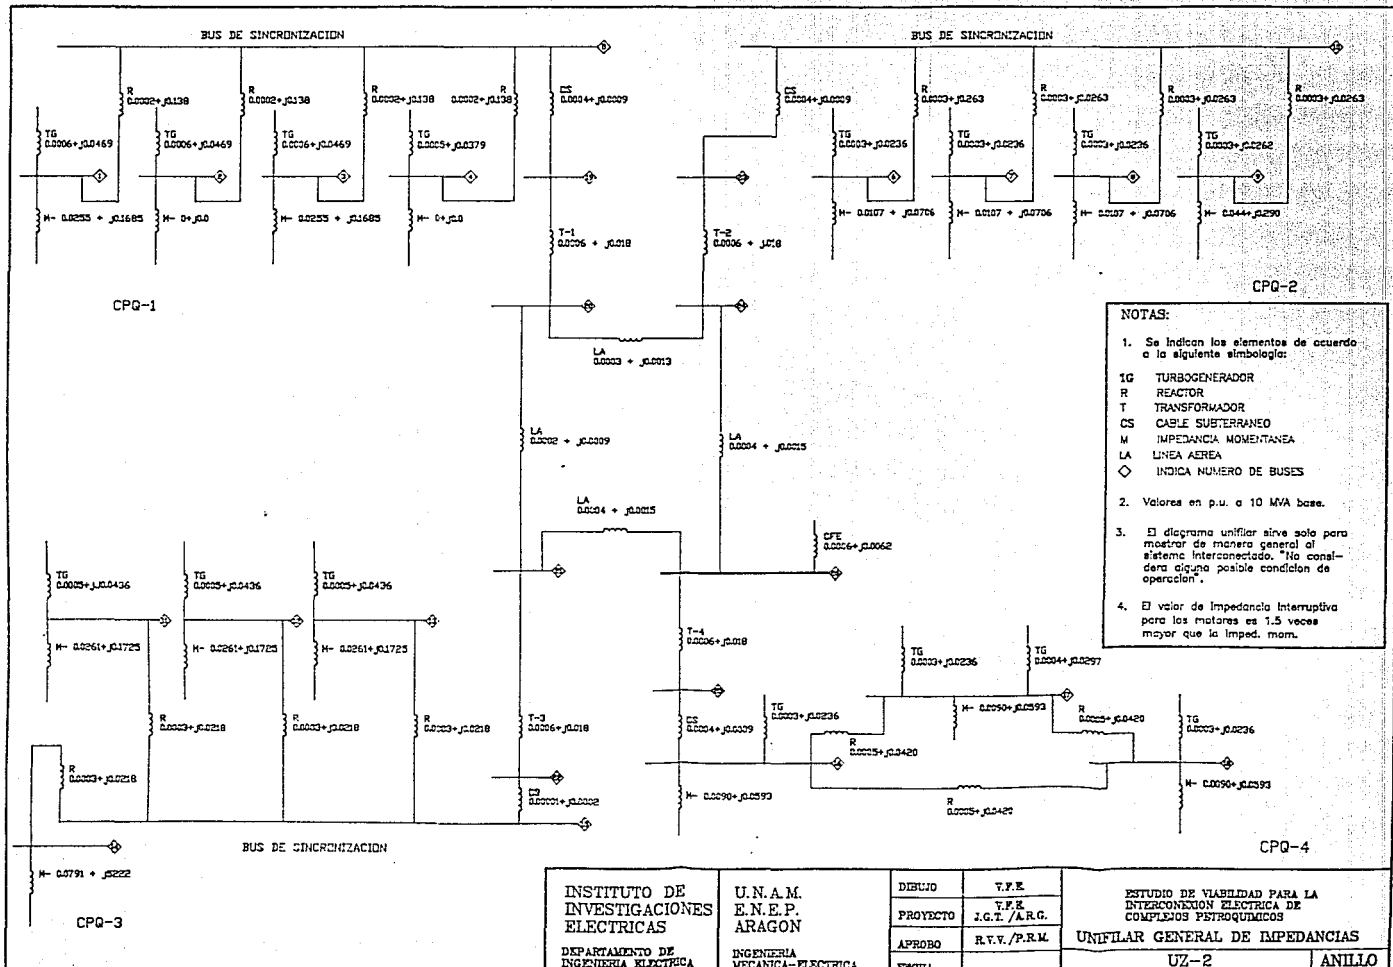 BUS DE SINCRONIZACION
R
0.0002+j0.138
R
0.0002+j0.138
R
0.0002+j0.138
R
0.0002+j0.138
CS
0.0004+j0.0009
TG
0.0006+j0.0469
TG
0.0006+j0.0469
TG
0.0006+j0.0469
TG
0.0005+j0.0379
1
2
3
4
M- 0.0255 + j0.1685
M- 0+j0.0
M- 0.0255 + j0.1685
M- 0+j0.0
T-1
0.0006 + j0.018
CPQ-1
BUS DE SINCRONIZACION
CS
0.0004+j0.0009
R
0.0003+j0.263
R
0.0003+j0.0263
R
0.0003+j0.0263
R
0.0003+j0.0263
TG
0.0003+j0.0236
TG
0.0003+j0.0236
TG
0.0003+j0.0236
TG
0.0003+j0.0262
6
7
8
9
M- 0.0107 + j0.0706
M- 0.0107 + j0.0706
M- 0.0107 + j0.0706
M- 0.044+j0.290
T-2
0.0006 + j.018
CPQ-2
LA
0.0003 + j0.0013
LA
0.0002 + j0.0009
LA
0.0004 + j0.0015
LA
0.0004 + j0.0015
CFE
0.0006+j0.0062
NOTAS:
1. Se indican los elementos de acuerdo
a la siguiente simbologia:
TG TURBOGENERADOR
R REACTOR
T TRANSFORMADOR
CS CABLE SUBTERRANEO
M IMPEDANCIA MOMENTANEA
LA LINEA AEREA
INDICA NUMERO DE BUSES
2. Valores en p.u. a 10 MVA base.
3. El diagrama unifilar sirve solo para
mostrar de manera general al
sistema interconectado. "No consi-
dera alguna posible condicion de
operacion".
4. El valor de Impedancia Interruptiva
para los motores es 1.5 veces
mayor que la imped. mom.
TG
0.0005+j.0.0436
TG
0.0005+j0.0436
TG
0.0005+j0.0436
M- 0.0261+j0.1725
M- 0.0261+j0.1725
M- 0.0261+j0.1725
R
0.0003+j0.0218
R
0.0003+j0.0218
R
0.0003+j0.0218
R
0.0003+j0.0218
T-3
0.0006+j0.018
BUS DE SINCRONIZACION
M- 0.0791 + j5222
CPQ-3
T-4
0.0006+j0.018
CS
0.0004+j0.0009
TG
0.0003+j0.0236
M- 0.0090+j0.0593
TG
0.0003+j0.0236
TG
0.0004+j0.0297
M- 0.0090+j0.0593
R
0.0005+j0.0420
R
0.0005+j0.0420
R
0.0005+j0.0420
TG
0.0003+j0.0236
M- 0.0090+j0.0593
CPQ-4
INSTITUTO DE
INVESTIGACIONES
ELECTRICAS
DEPARTAMENTO DE
INGENIERIA ELECTRICA
U.N.A.M.
E.N.E.P.
ARAGON
INGENIERIA
MECANICA-ELECTRICA
DIBUJO V.F.E.
PROYECTO V.F.E.
J.G.T. /A.R.G.
APROBO R.V.V./P.R.M.
ESTUDIO DE VIABILIDAD PARA LA
INTERCONEXION ELECTRICA DE
COMPLEJOS PETROQUIMICOS
UNIFILAR GENERAL DE IMPEDANCIAS
UZ-2 ANILLO